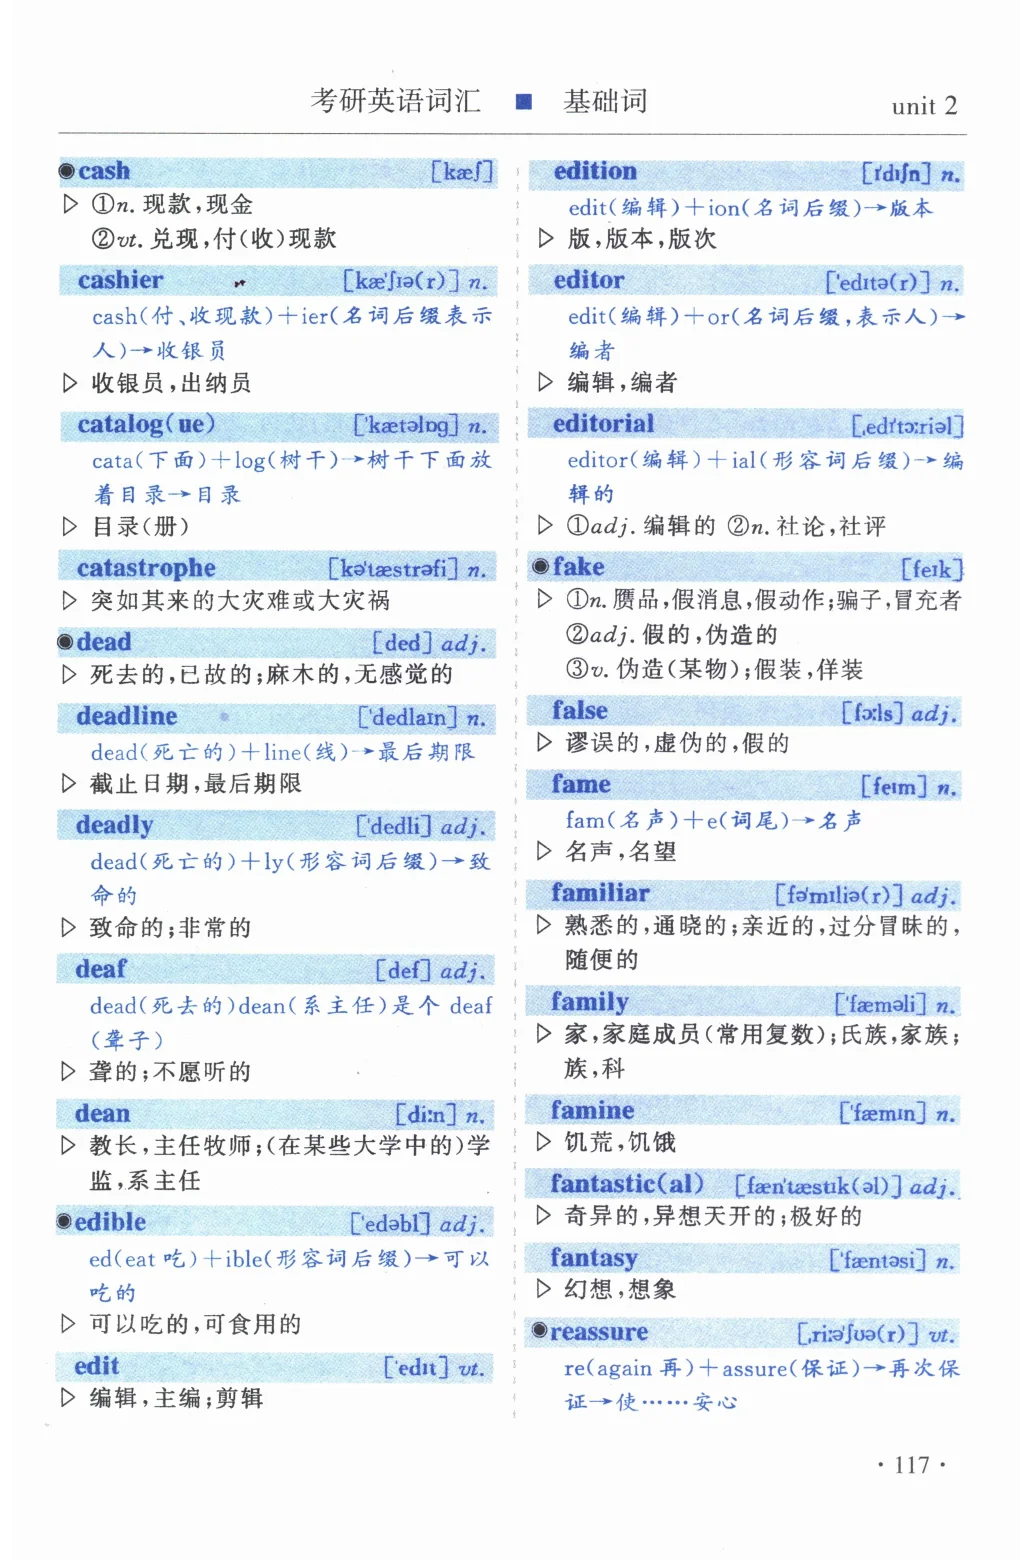 考研英语词汇 ■ 基础词 unit 2
◉cash [kæʃ]
▷ ①n. 现款,现金
②vt. 兑现,付(收)现款
cashier [kæ'ʃɪə(r)] n.
cash(付、收现款)＋ier(名词后缀表示
人)→收银员
▷ 收银员,出纳员
catalog(ue) ['kætəlɒg] n.
cata(下面)＋log(树干)→树干下面放
着目录→目录
▷ 目录(册)
catastrophe [kə'tæstrəfi] n.
▷ 突如其来的大灾难或大灾祸
◉dead [ded] adj.
▷ 死去的,已故的;麻木的,无感觉的
deadline ['dedlaɪn] n.
dead(死亡的)＋line(线)→最后期限
▷ 截止日期,最后期限
deadly ['dedli] adj.
dead(死亡的)＋ly(形容词后缀)→致
命的
▷ 致命的;非常的
deaf [def] adj.
dead(死去的)dean(系主任)是个 deaf
(聋子)
▷ 聋的;不愿听的
dean [diːn] n.
▷ 教长,主任牧师;(在某些大学中的)学
监,系主任
◉edible ['edəbl] adj.
ed(eat 吃)＋ible(形容词后缀)→可以
吃的
▷ 可以吃的,可食用的
edit ['edɪt] vt.
▷ 编辑,主编;剪辑
edition [ɪ'dɪʃn] n.
edit(编辑)＋ion(名词后缀)→版本
▷ 版,版本,版次
editor ['edɪtə(r)] n.
edit(编辑)＋or(名词后缀,表示人)→
编者
▷ 编辑,编者
editorial [ˌedɪ'tɔːriəl]
editor(编辑)＋ial(形容词后缀)→编
辑的
▷ ①adj. 编辑的 ②n. 社论,社评
◉fake [feɪk]
▷ ①n. 赝品,假消息,假动作;骗子,冒充者
②adj. 假的,伪造的
③v. 伪造(某物);假装,佯装
false [fɔːls] adj.
▷ 谬误的,虚伪的,假的
fame [feɪm] n.
fam(名声)＋e(词尾)→名声
▷ 名声,名望
familiar [fə'mɪliə(r)] adj.
▷ 熟悉的,通晓的;亲近的,过分冒昧的,
随便的
family ['fæməli] n.
▷ 家,家庭成员(常用复数);氏族,家族;
族,科
famine ['fæmɪn] n.
▷ 饥荒,饥饿
fantastic(al) [fæn'tæstɪk(əl)] adj.
▷ 奇异的,异想天开的;极好的
fantasy ['fæntəsi] n.
▷ 幻想,想象
◉reassure [ˌriːə'ʃʊə(r)] vt.
re(again 再)＋assure(保证)→再次保
证→使……安心
· 117 ·